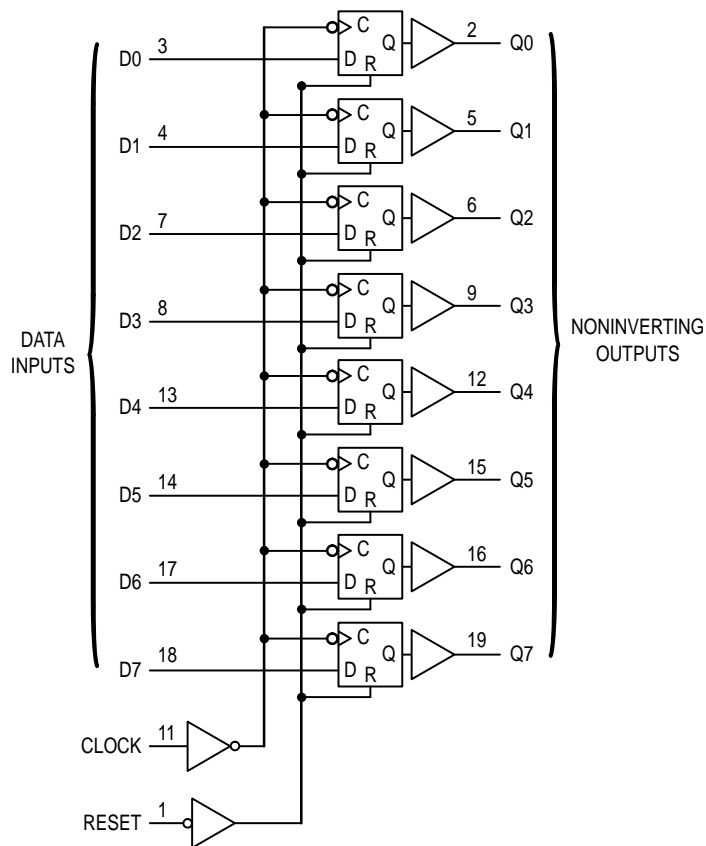 C
Q
2
Q0
D0
3
D
R
C
Q
5
Q1
D1
4
D
R
C
Q
6
Q2
D2
7
D
R
C
Q
9
Q3
D3
8
D
R
DATA
INPUTS
NONINVERTING
OUTPUTS
C
Q
12
Q4
D4
13
D
R
C
Q
15
Q5
D5
14
D
R
C
Q
16
Q6
D6
17
D
R
C
Q
19
Q7
D7
18
D
R
CLOCK
11
RESET
1